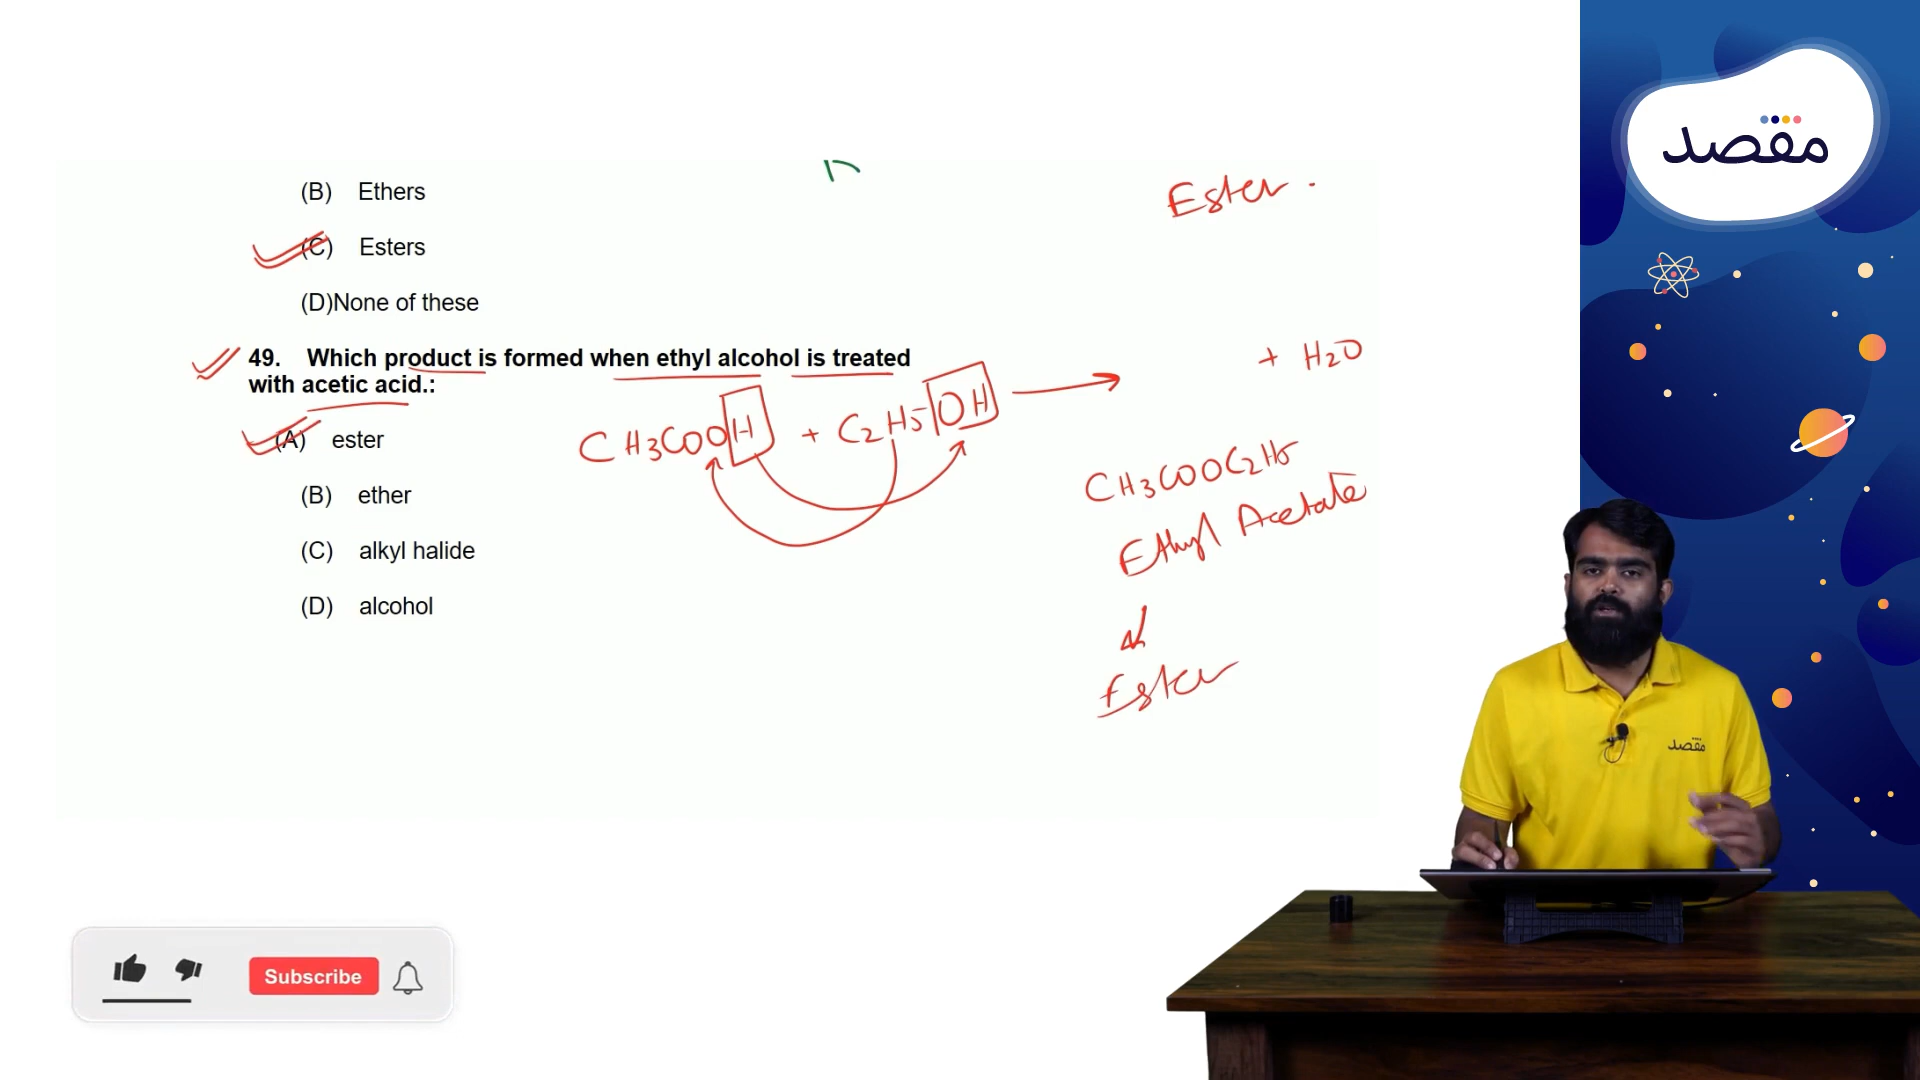 مقصد
Ester.
(B) Ethers
(C) Esters
(D)None of these
49. Which product is formed when ethyl alcohol is treated
with acetic acid.:
+ H2O
CH3COOH + C2H5OH
(A) ester
CH3COOC2H5
(B) ether
Ethyl Acetate
(C) alkyl halide
(D) alcohol
Ester
مقصد
Subscribe